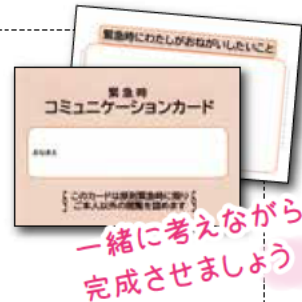 緊急時にわたしがおねがいしたいこと
緊急時
コミュニケーションカード
おなまえ
このカードは原則緊急時に限り
ご本人以外の閲覧を認めます
一緒に考えながら
完成させましょう